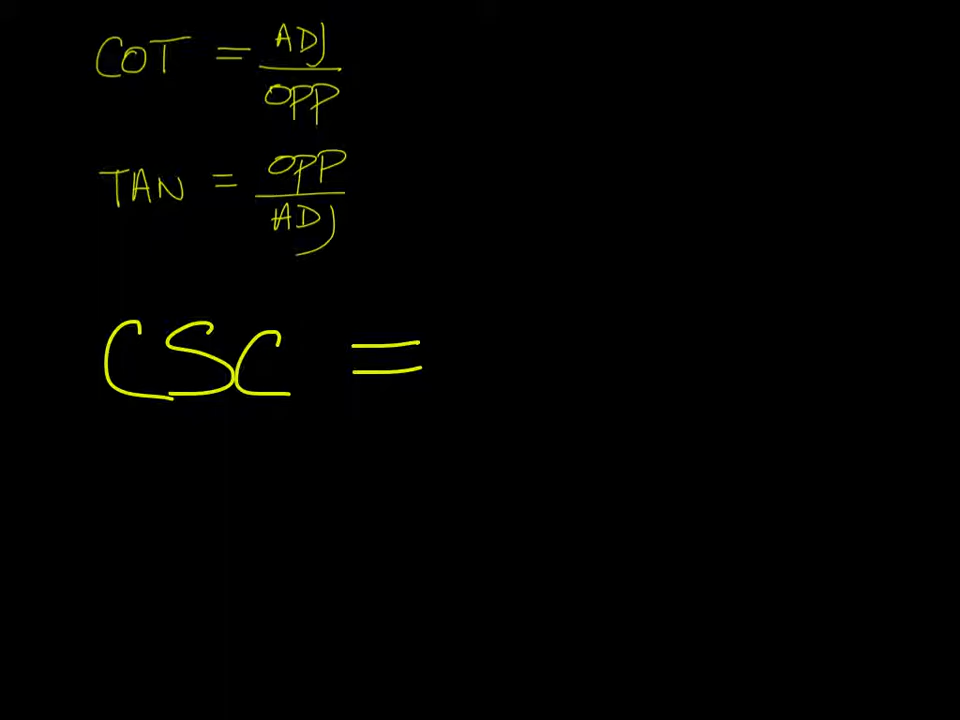 COT = ADJ / OPP
TAN = OPP / ADJ
CSC =